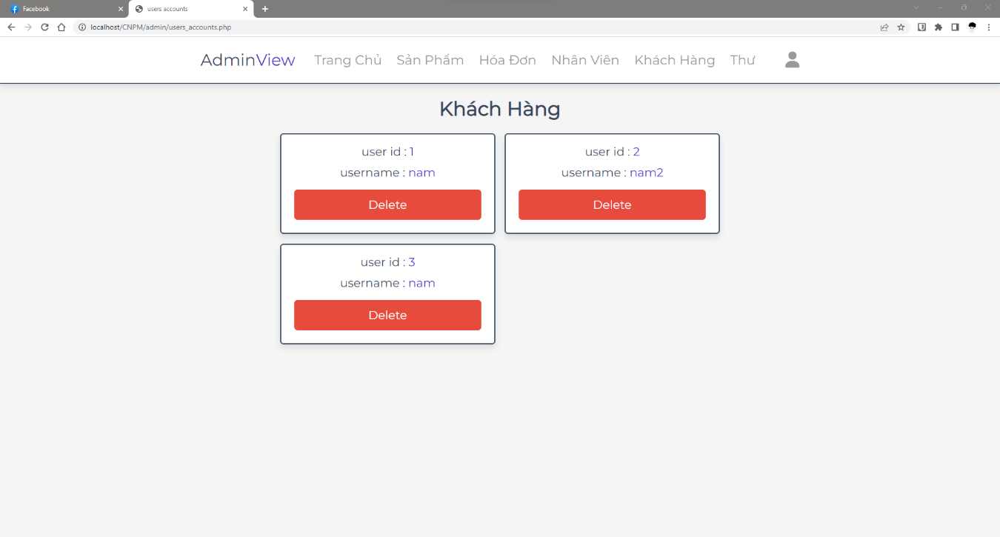 Facebook
users accounts
localhost/CNPM/admin/users_accounts.php
AdminView Trang Chủ Sản Phẩm Hóa Đơn Nhân Viên Khách Hàng Thư
Khách Hàng
user id : 1
username : nam
Delete
user id : 2
username : nam2
Delete
user id : 3
username : nam
Delete